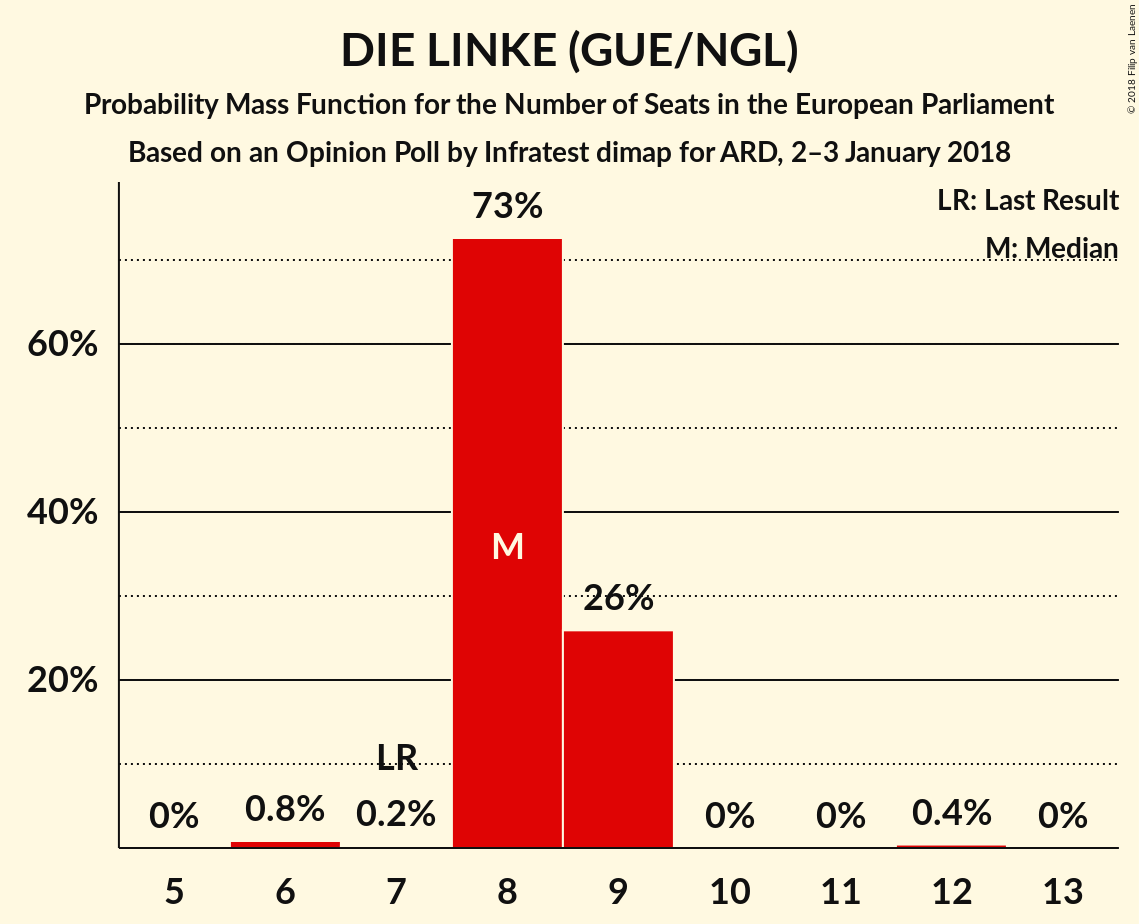 DIE LINKE (GUE/NGL)
Probability Mass Function for the Number of Seats in the European Parliament
Based on an Opinion Poll by Infratest dimap for ARD, 2–3 January 2018
© 2018 Filip van Laenen
LR: Last Result
M: Median
73%
60%
40%
M
26%
20%
LR
0% 0.8% 0.2% 0% 0% 0.4% 0%
5 6 7 8 9 10 11 12 13